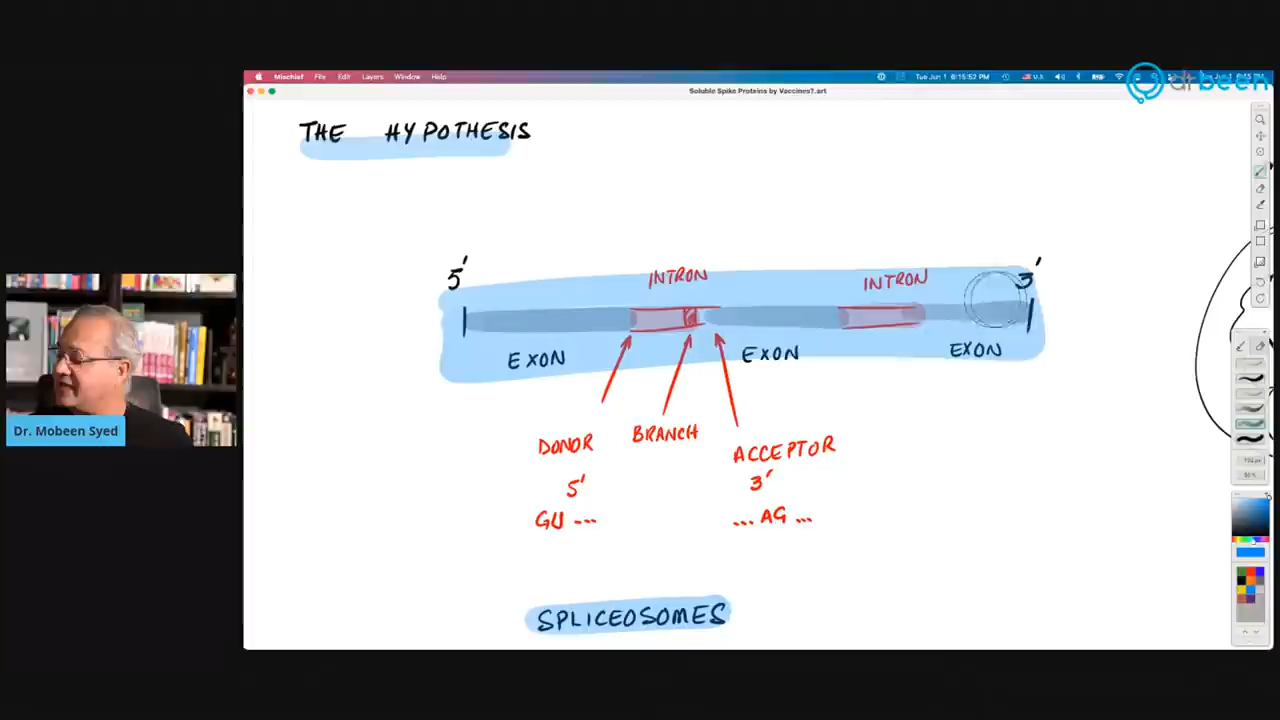 Mischief File Edit Layers Window Help
Tue Jun 1 6:15:52 PM
U.S.
drbeen
Soluble Spike Proteins by Vaccines?.art
THE HYPOTHESIS
5' 3'
INTRON INTRON
EXON EXON EXON
DONOR BRANCH ACCEPTOR
5' 3'
GU --- ... AG ...
SPLICEOSOMES
Dr. Mobeen Syed